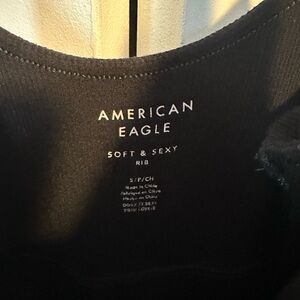 AMERICAN
EAGLE
SOFT & SEXY
RIB
S/P/CH
Made in China
Fabriqué en Chine
Hecho en China